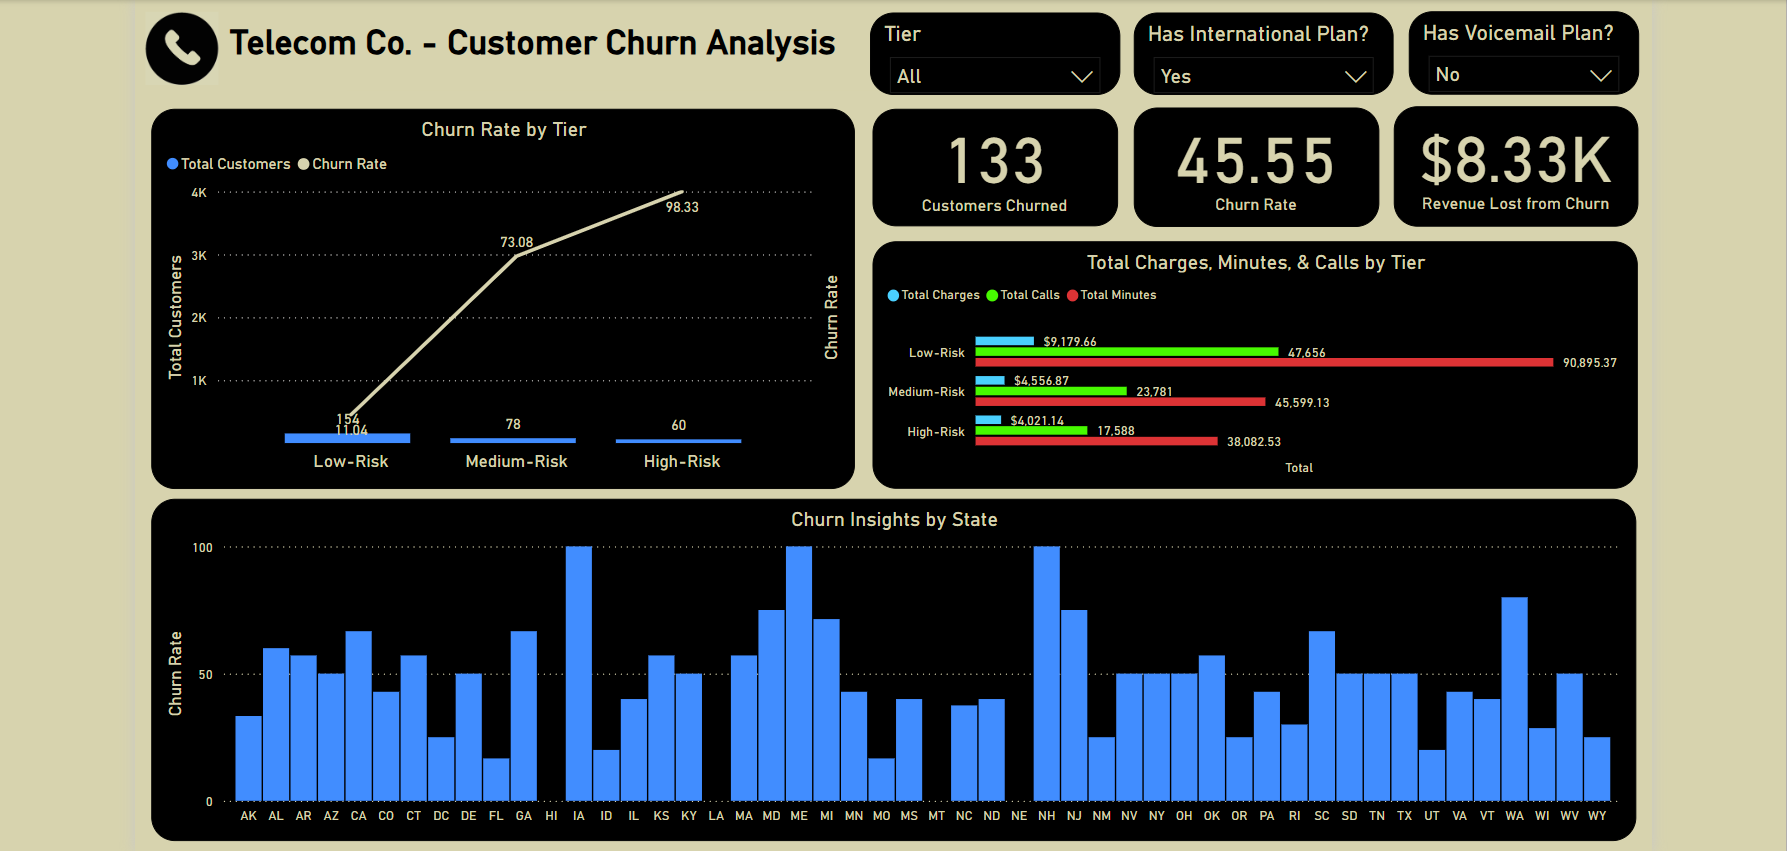 Telecom Co. - Customer Churn Analysis
Tier
All
Has International Plan?
Yes
Has Voicemail Plan?
No
Churn Rate by Tier
Total Customers Churn Rate
Total Customers
4K
3K
2K
1K
98.33
73.08
154
11.04
78
60
Low-Risk Medium-Risk High-Risk
Churn Rate
133
Customers Churned
45.55
Churn Rate
$8.33K
Revenue Lost from Churn
Total Charges, Minutes, & Calls by Tier
Total Charges Total Calls Total Minutes
Low-Risk
$9,179.66
47,656
90,895.37
Medium-Risk
$4,556.87
23,781
45,599.13
High-Risk
$4,021.14
17,588
38,082.53
Total
Churn Insights by State
Churn Rate
100
50
0
AK AL AR AZ CA CO CT DC DE FL GA HI IA ID IL KS KY LA MA MD ME MI MN MO MS MT NC ND NE NH NJ NM NV NY OH OK OR PA RI SC SD TN TX UT VA VT WA WI WV WY